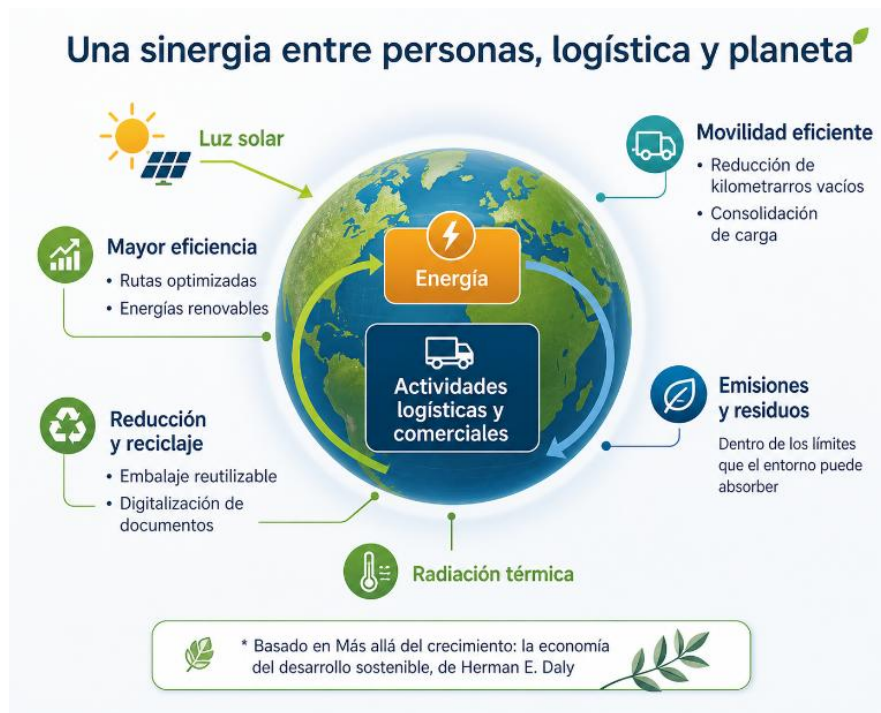 Una sinergia entre personas, logística y planeta
Luz solar
Mayor eficiencia
• Rutas optimizadas
• Energías renovables
Reducción
y reciclaje
• Embalaje reutilizable
• Digitalización de
documentos
Energía
Actividades
logísticas y
comerciales
Movilidad eficiente
• Reducción de
kilometrarros vacíos
• Consolidación
de carga
Emisiones
y residuos
Dentro de los límites
que el entorno puede
absorber
Radiación térmica
* Basado en Más allá del crecimiento: la economía
del desarrollo sostenible, de Herman E. Daly